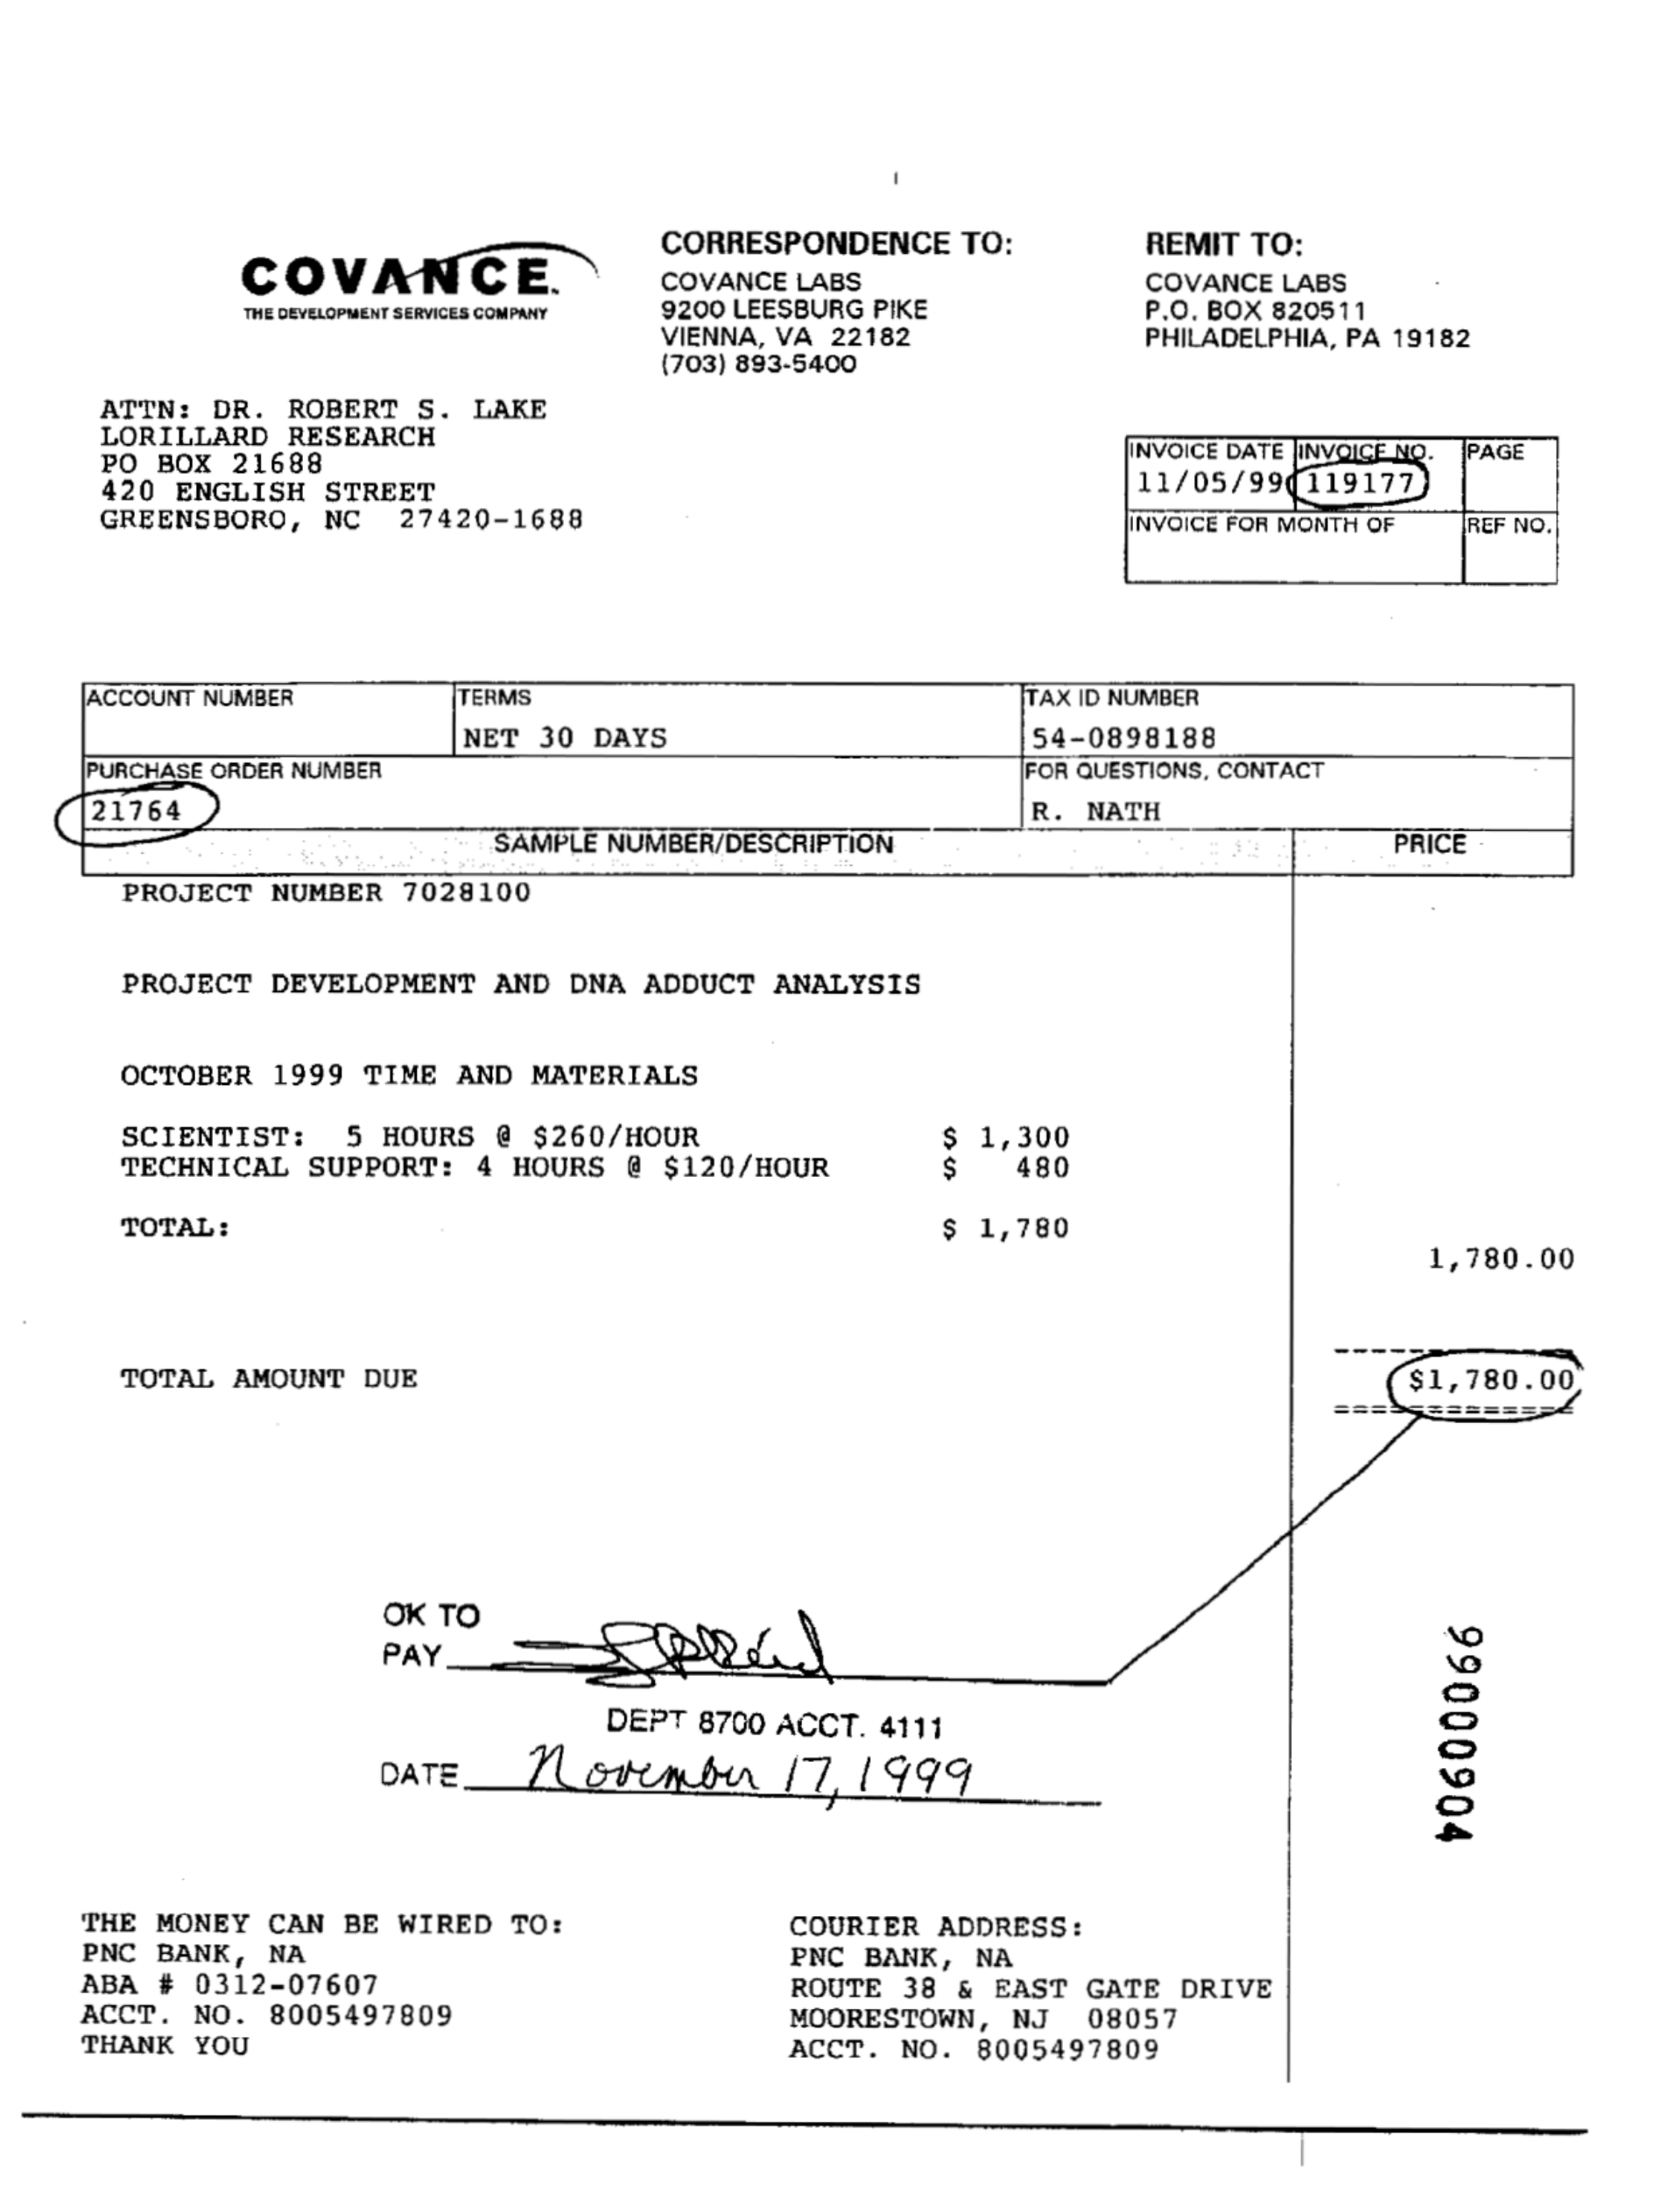 COVANCE.
THE DEVELOPMENT SERVICES COMPANY
CORRESPONDENCE TO:
COVANCE LABS
9200 LEESBURG PIKE
VIENNA, VA 22182
(703) 893-5400
REMIT TO:
COVANCE LABS
P.O. BOX 820511
PHILADELPHIA, PA 19182
ATTN: DR. ROBERT S. LAKE
LORILLARD RESEARCH
PO BOX 21688
420 ENGLISH STREET
GREENSBORO, NC 27420-1688
INVOICE DATE INVOICE NO. PAGE
11/05/99 119177
INVOICE FOR MONTH OF REF NO.
ACCOUNT NUMBER TERMS TAX ID NUMBER
NET 30 DAYS 54-0898188
PURCHASE ORDER NUMBER FOR QUESTIONS, CONTACT
21764 R. NATH
SAMPLE NUMBER/DESCRIPTION PRICE
PROJECT NUMBER 7028100
PROJECT DEVELOPMENT AND DNA ADDUCT ANALYSIS
OCTOBER 1999 TIME AND MATERIALS
SCIENTIST: 5 HOURS @ $260/HOUR $ 1,300
TECHNICAL SUPPORT: 4 HOURS @ $120/HOUR $ 480
TOTAL: $ 1,780
1,780.00
TOTAL AMOUNT DUE $1,780.00
OK TO
PAY
DEPT 8700 ACCT. 4111
DATE November 17, 1999
99000904
THE MONEY CAN BE WIRED TO:
PNC BANK, NA
ABA # 0312-07607
ACCT. NO. 8005497809
THANK YOU
COURIER ADDRESS:
PNC BANK, NA
ROUTE 38 & EAST GATE DRIVE
MOORESTOWN, NJ 08057
ACCT. NO. 8005497809